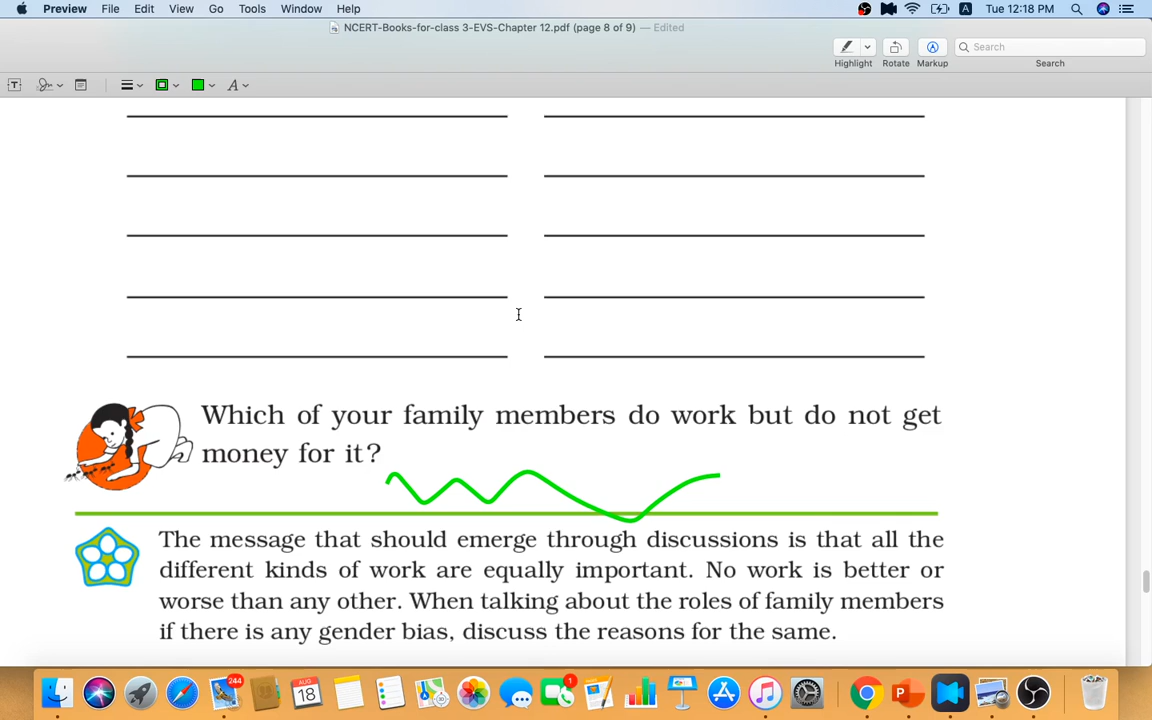 Preview File Edit View Go Tools Window Help Tue 12:18 PM
NCERT-Books-for-class 3-EVS-Chapter 12.pdf (page 8 of 9) — Edited
Search
Highlight Rotate Markup Search
Which of your family members do work but do not get
money for it?
The message that should emerge through discussions is that all the
different kinds of work are equally important. No work is better or
worse than any other. When talking about the roles of family members
if there is any gender bias, discuss the reasons for the same.
244
AUG
18
1